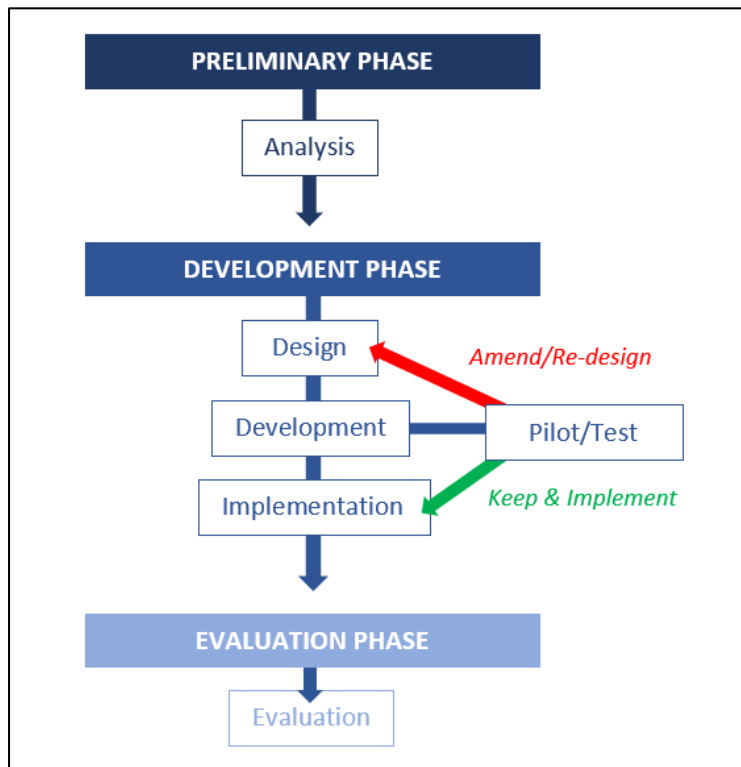 PRELIMINARY PHASE
Analysis
DEVELOPMENT PHASE
Design
Amend/Re-design
Development
Pilot/Test
Implementation
Keep & Implement
EVALUATION PHASE
Evaluation